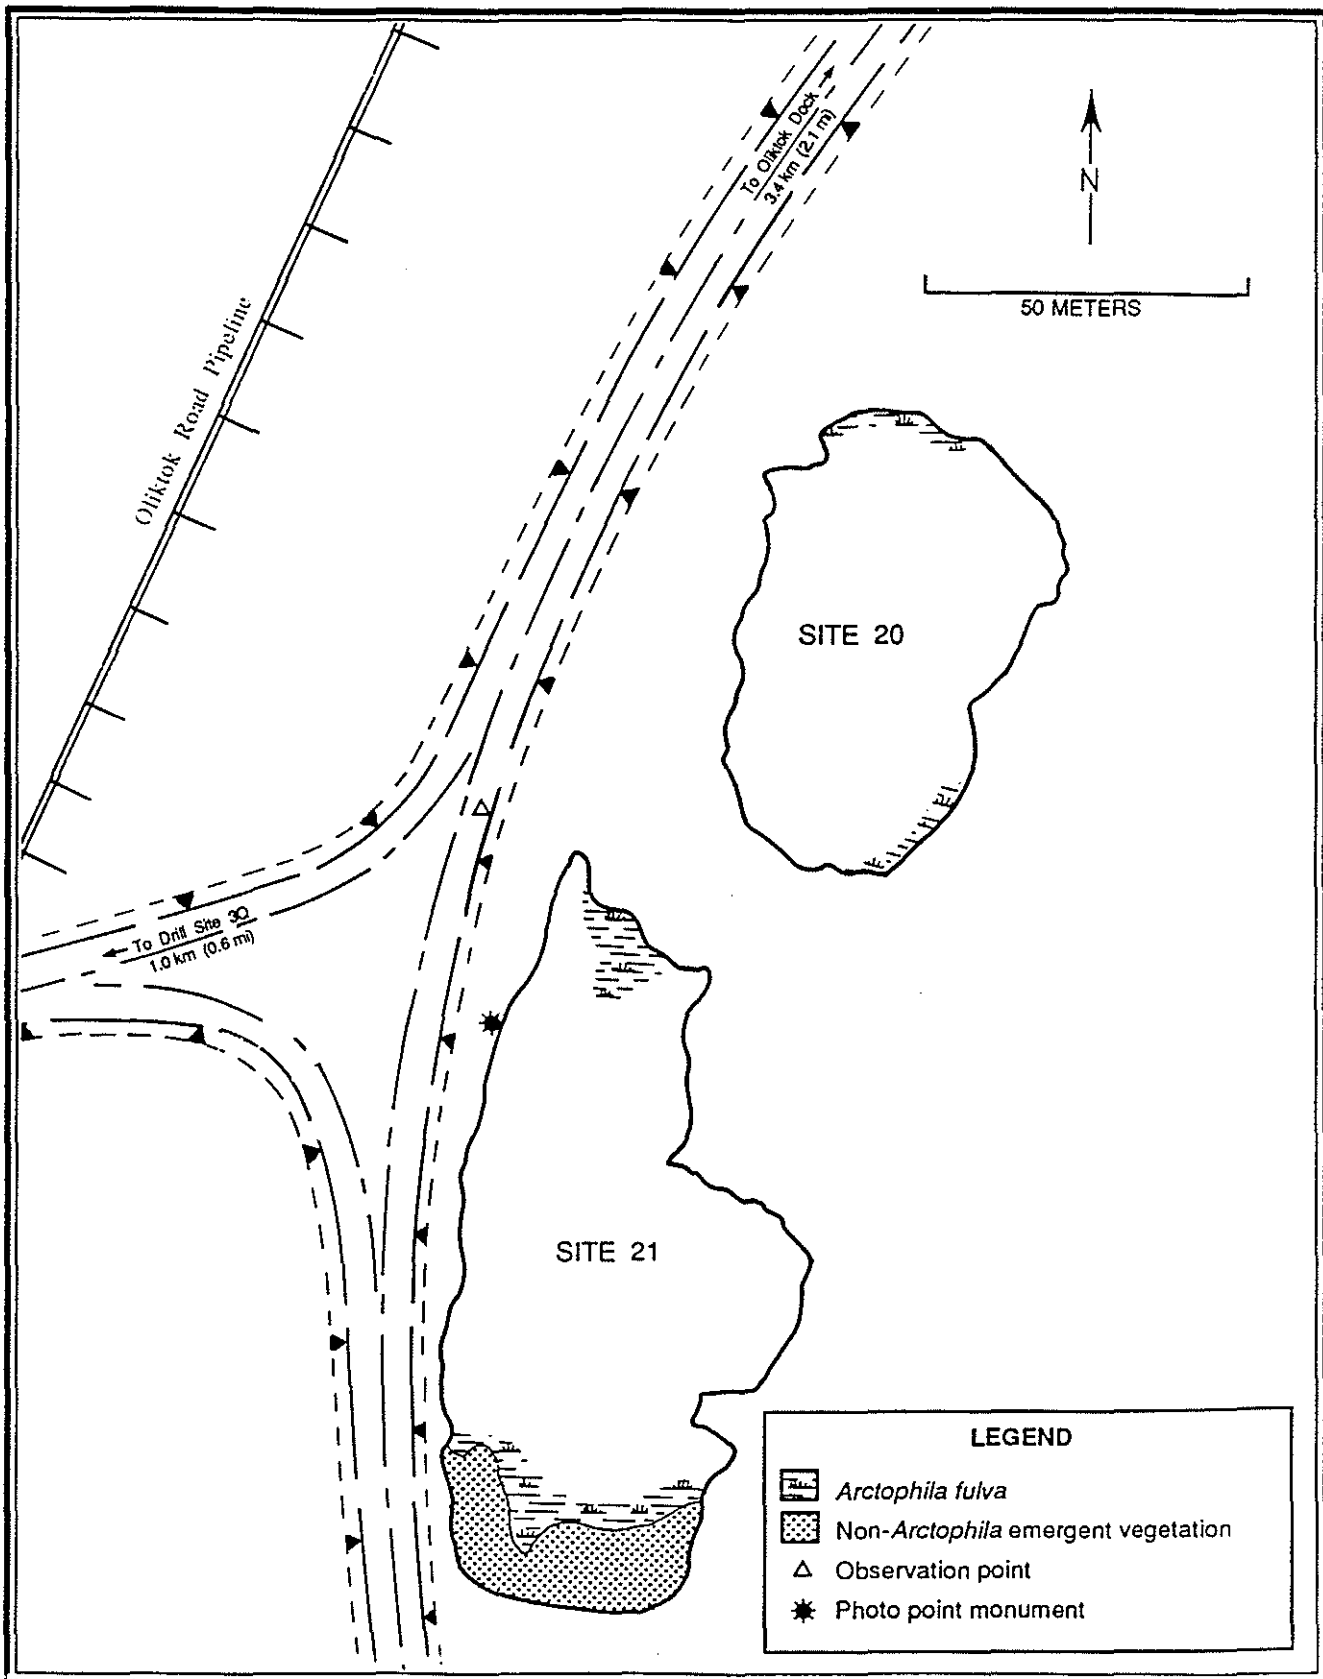 To Oliktok Dock
3.4 km (2.1 mi)
N
50 METERS
Oliktok Road Pipeline
SITE 20
To Drill Site 3Q
1.0 km (0.6 mi)
SITE 21
LEGEND
Arctophila fulva
Non-Arctophila emergent vegetation
Observation point
Photo point monument